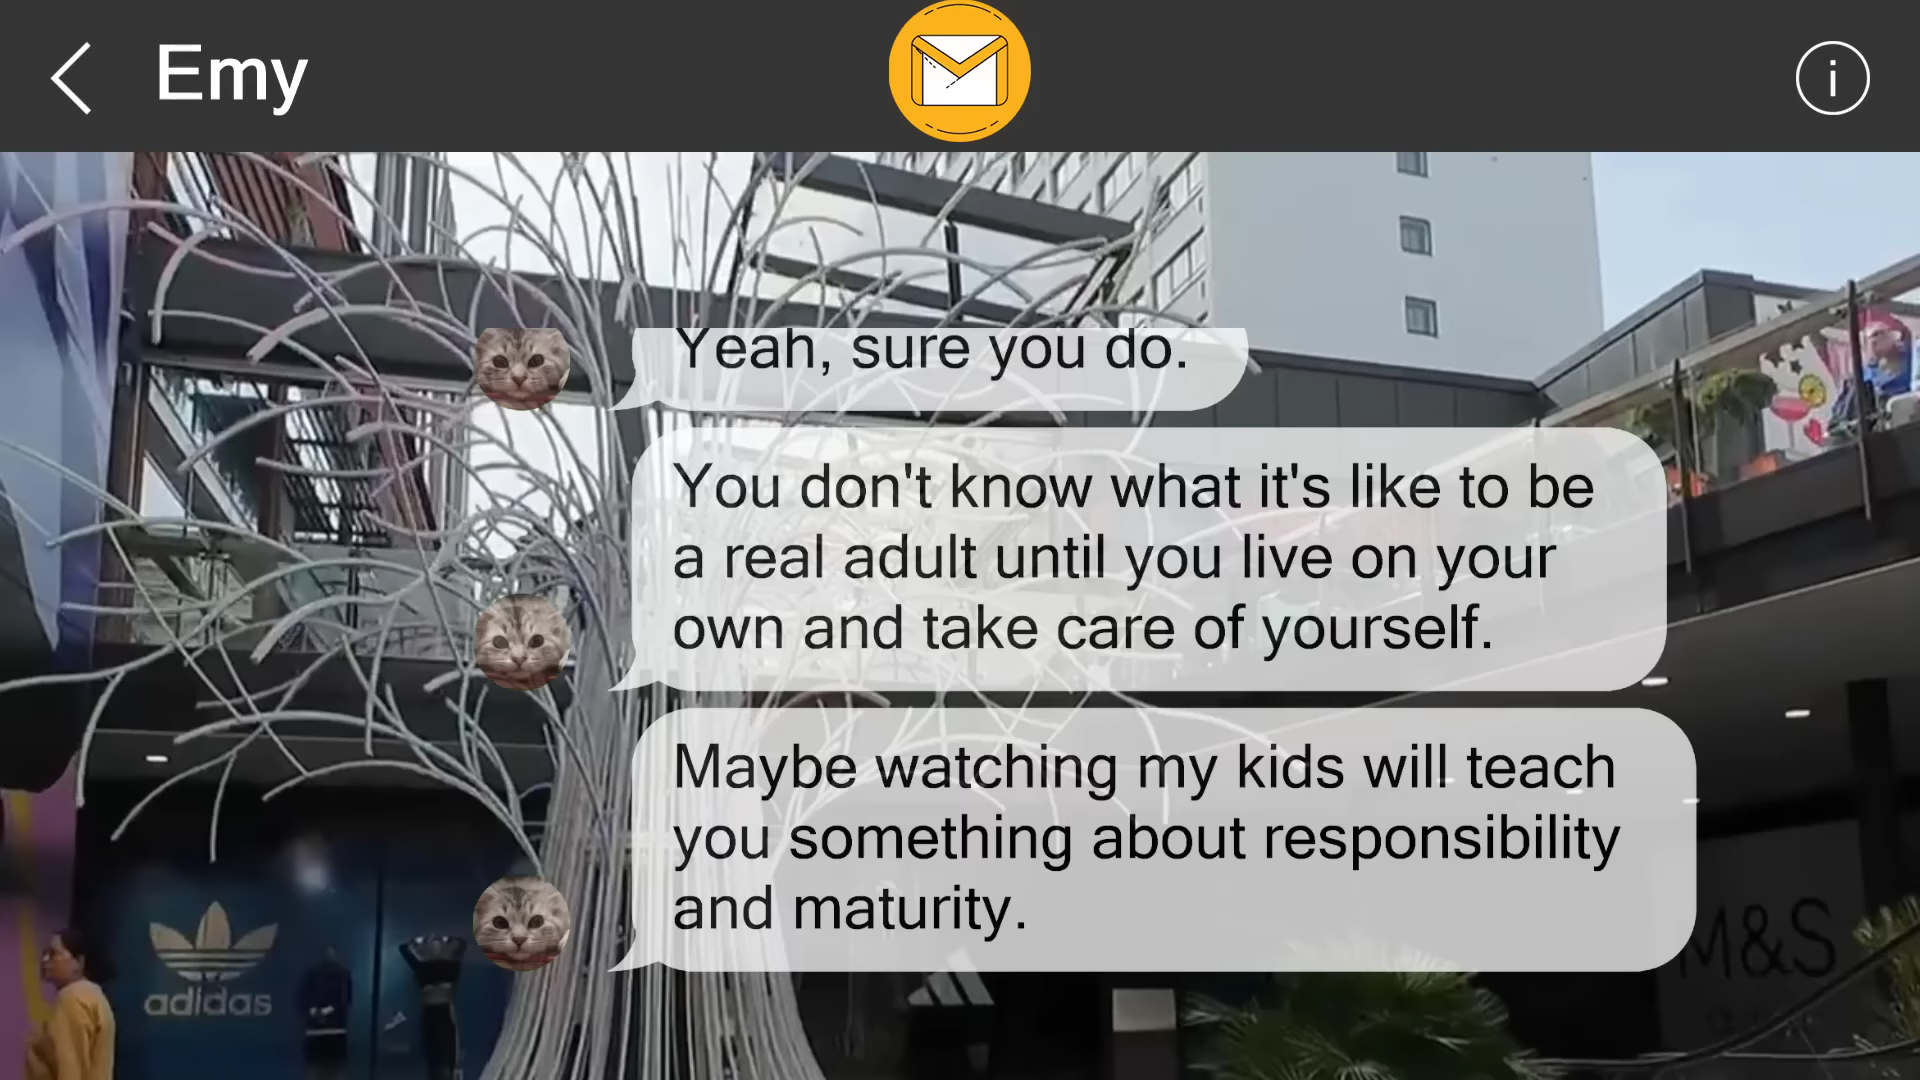 Emy
i
Yeah, sure you do.
You don't know what it's like to be
a real adult until you live on your
own and take care of yourself.
Maybe watching my kids will teach
you something about responsibility
and maturity.
adidas
M&S